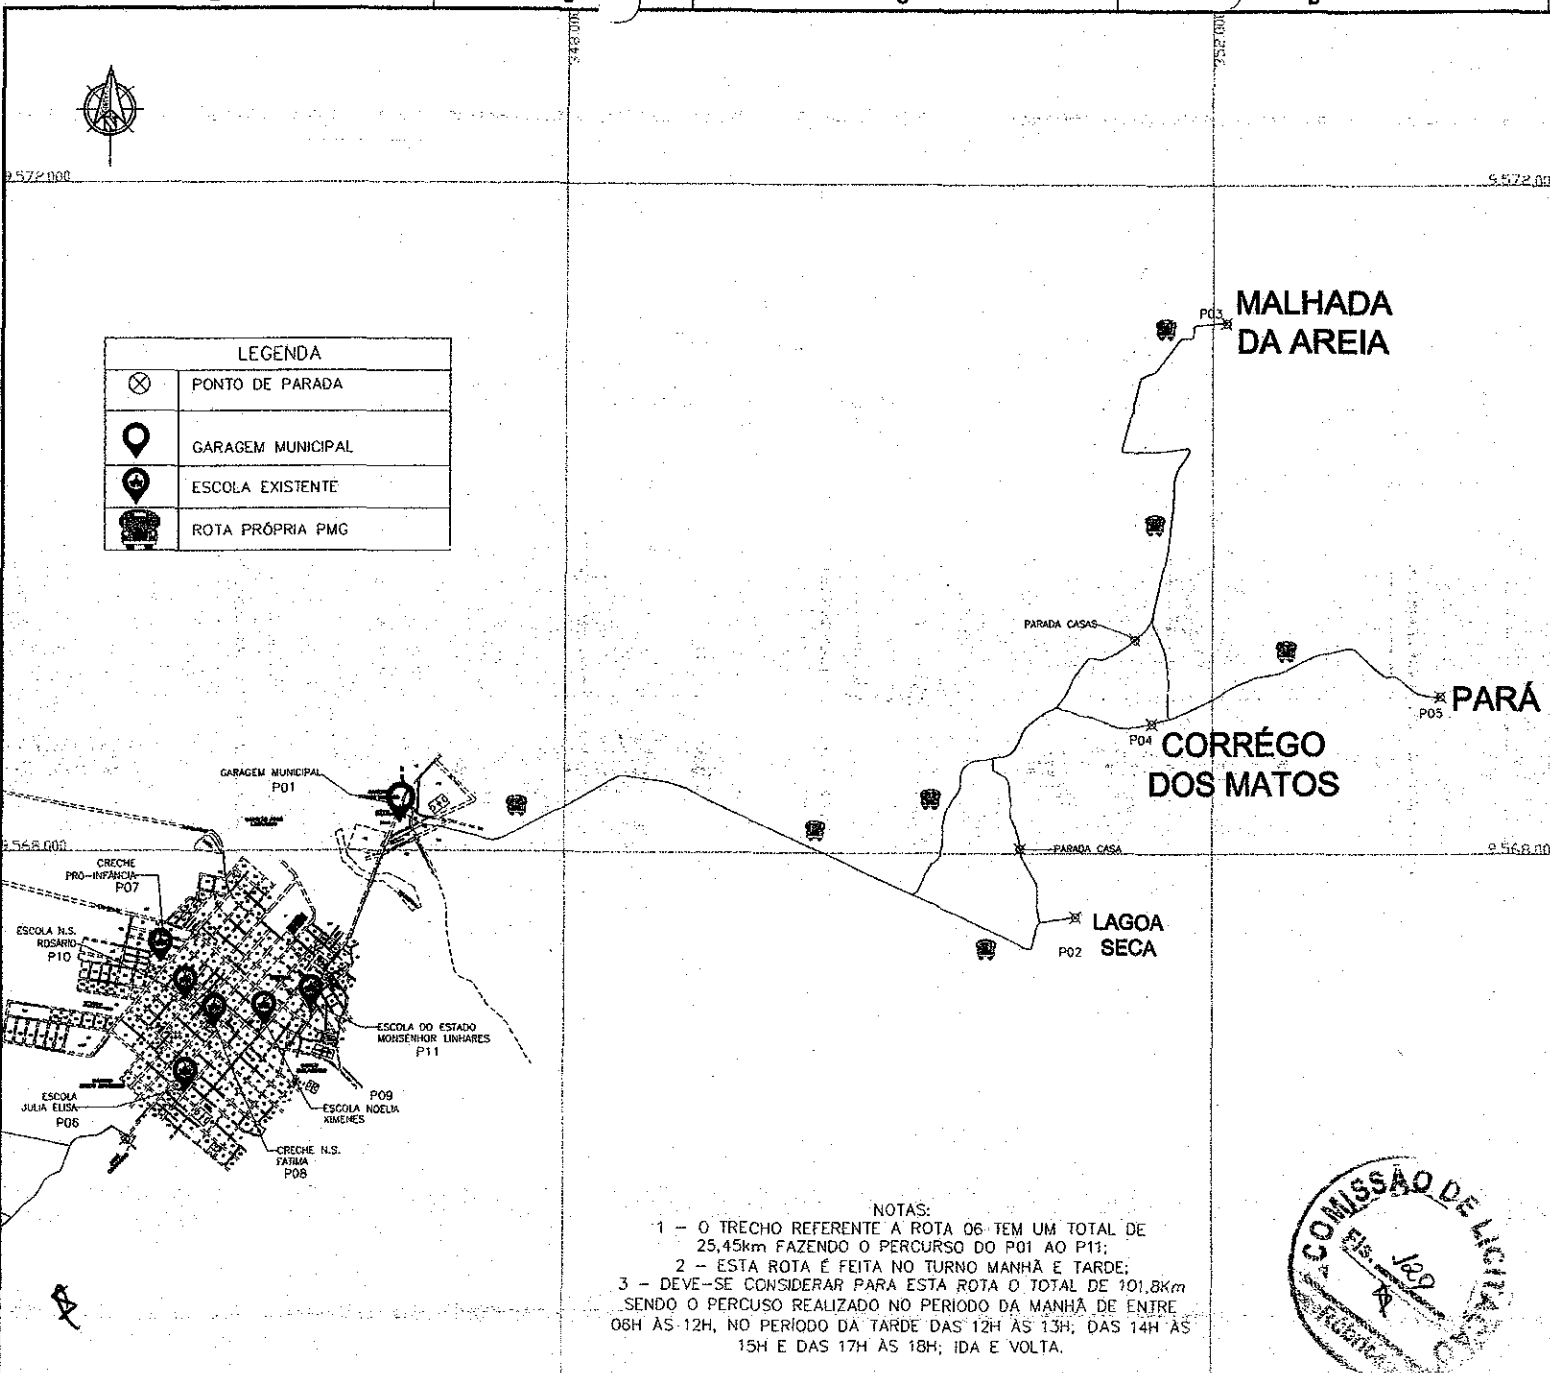 348.000
352.000
9.572.000
9.572.00
LEGENDA
PONTO DE PARADA
GARAGEM MUNICIPAL
ESCOLA EXISTENTE
ROTA PRÓPRIA PMG
P03
MALHADA
DA AREIA
PARADA CASAS
P05
PARÁ
P04
CORRÉGO
DOS MATOS
GARAGEM MUNICIPAL
P01
9.568.000
PARADA CASA
9.568.00
CRECHE
PRO-INFÂNCIA
P07
ESCOLA N.S.
ROSÁRIO
P10
P02
LAGOA
SECA
ESCOLA DO ESTADO
MONSENHOR LINHARES
P11
P09
ESCOLA NOELIA
XIMENES
ESCOLA
JULIA ELISA
P06
CRECHE N.S.
FATIMA
P08
NOTAS:
1 - O TRECHO REFERENTE A ROTA 06 TEM UM TOTAL DE
25,45km FAZENDO O PERCURSO DO P01 AO P11;
2 - ESTA ROTA É FEITA NO TURNO MANHÃ E TARDE;
3 - DEVE-SE CONSIDERAR PARA ESTA ROTA O TOTAL DE 101,8Km
SENDO O PERCUSO REALIZADO NO PERIODO DA MANHÃ DE ENTRE
06H ÀS 12H, NO PERÍODO DA TARDE DAS 12H ÀS 13H; DAS 14H ÀS
15H E DAS 17H ÀS 18H; IDA E VOLTA.
COMISSÃO DE LICITAÇÃO
Fls. 129